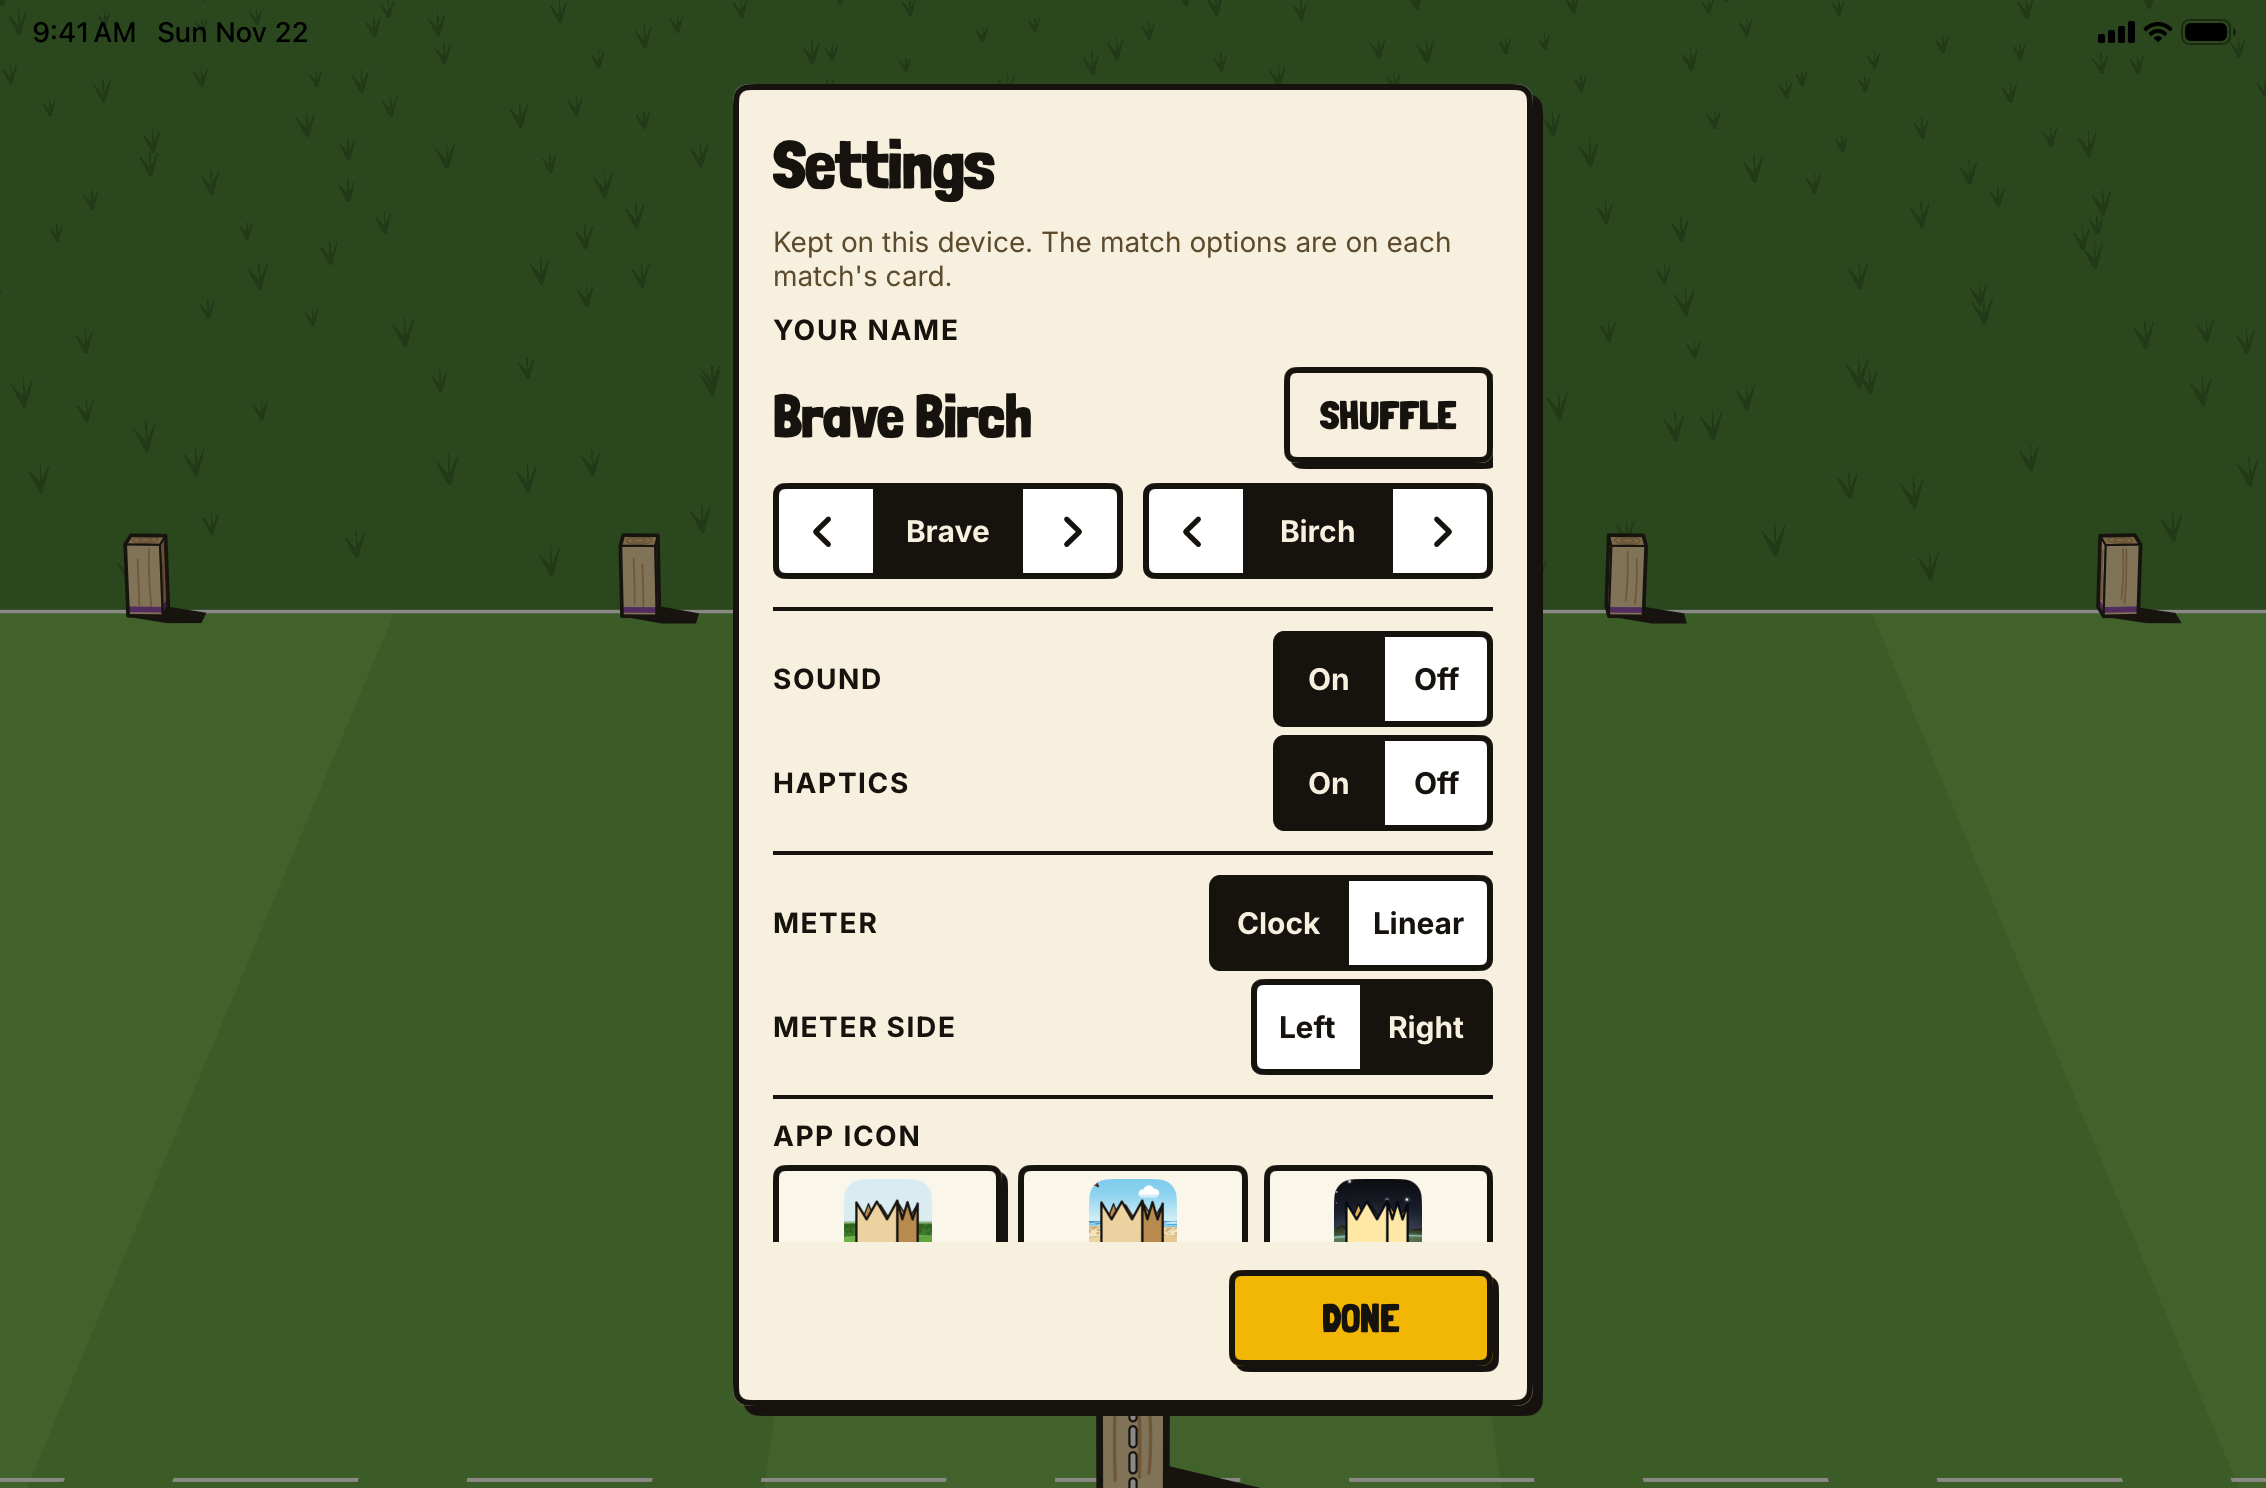 9:41 AM Sun Nov 22
Settings
Kept on this device. The match options are on each
match's card.
YOUR NAME
Brave Birch
SHUFFLE
Brave
Birch
SOUND
On Off
HAPTICS
On Off
METER
Clock Linear
METER SIDE
Left Right
APP ICON
DONE